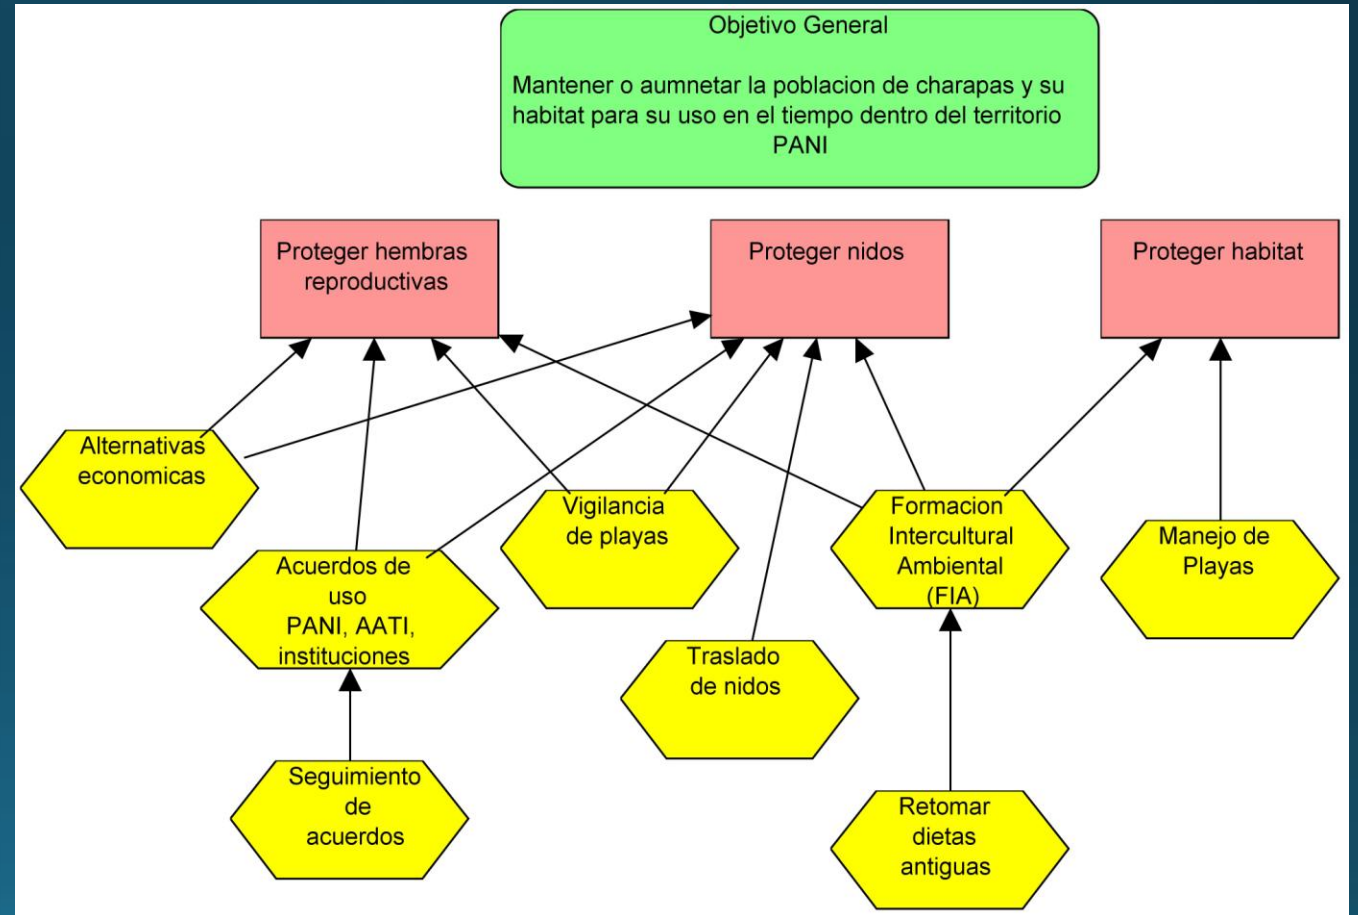 Objetivo General
Mantener o aumnetar la poblacion de charapas y su
habitat para su uso en el tiempo dentro del territorio
PANI
Proteger hembras
reproductivas
Proteger nidos
Proteger habitat
Alternativas
economicas
Vigilancia
de playas
Formacion
Intercultural
Ambiental
(FIA)
Manejo de
Playas
Acuerdos de
uso
PANI, AATI,
instituciones
Traslado
de nidos
Seguimiento
de
acuerdos
Retomar
dietas
antiguas